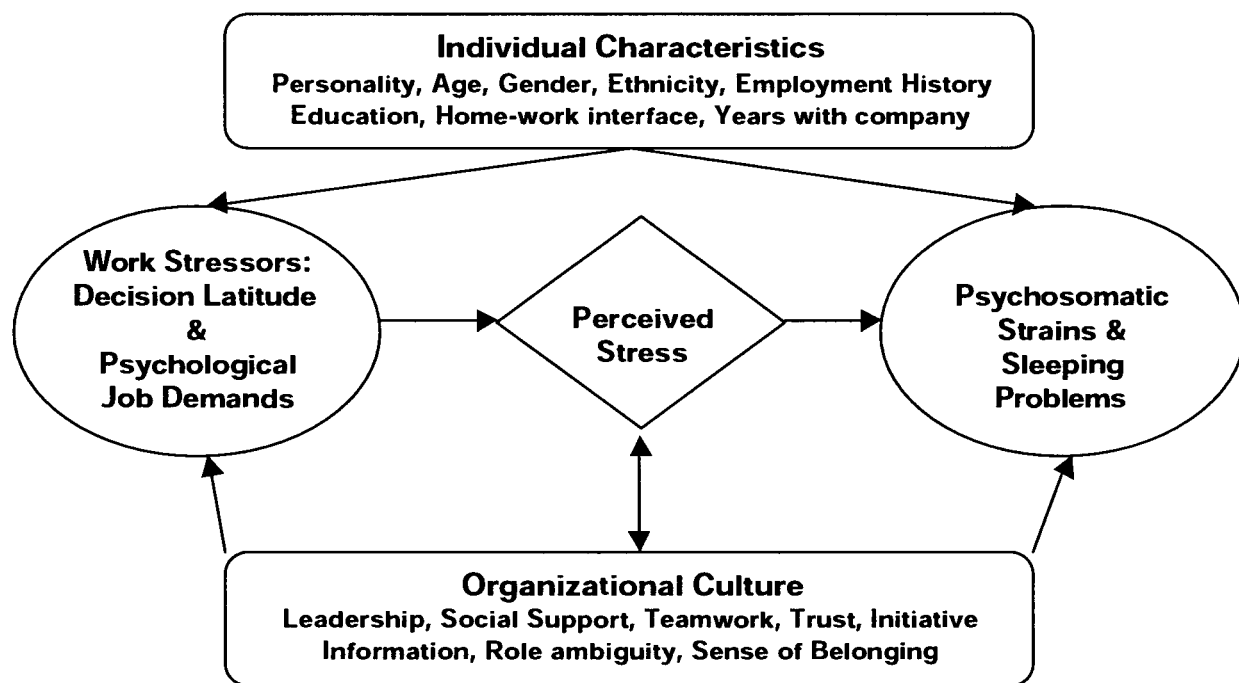 Individual Characteristics
Personality, Age, Gender, Ethnicity, Employment History
Education, Home-work interface, Years with company
Work Stressors:
Decision Latitude
&
Psychological
Job Demands
Perceived
Stress
Psychosomatic
Strains &
Sleeping
Problems
Organizational Culture
Leadership, Social Support, Teamwork, Trust, Initiative
Information, Role ambiguity, Sense of Belonging